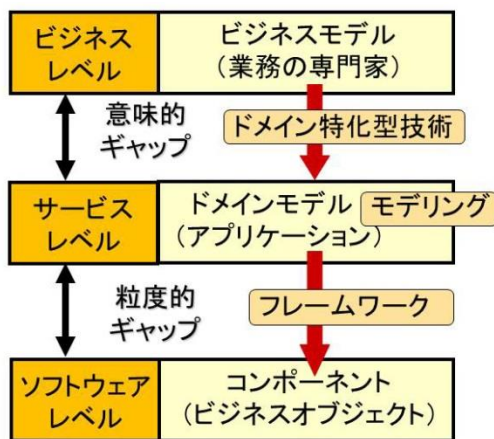 ビジネス
レベル
ビジネスモデル
(業務の専門家)
意味的
ギャップ
ドメイン特化型技術
サービス
レベル
ドメインモデル
(アプリケーション)
モデリング
粒度的
ギャップ
フレームワーク
ソフトウェア
レベル
コンポーネント
(ビジネスオブジェクト)